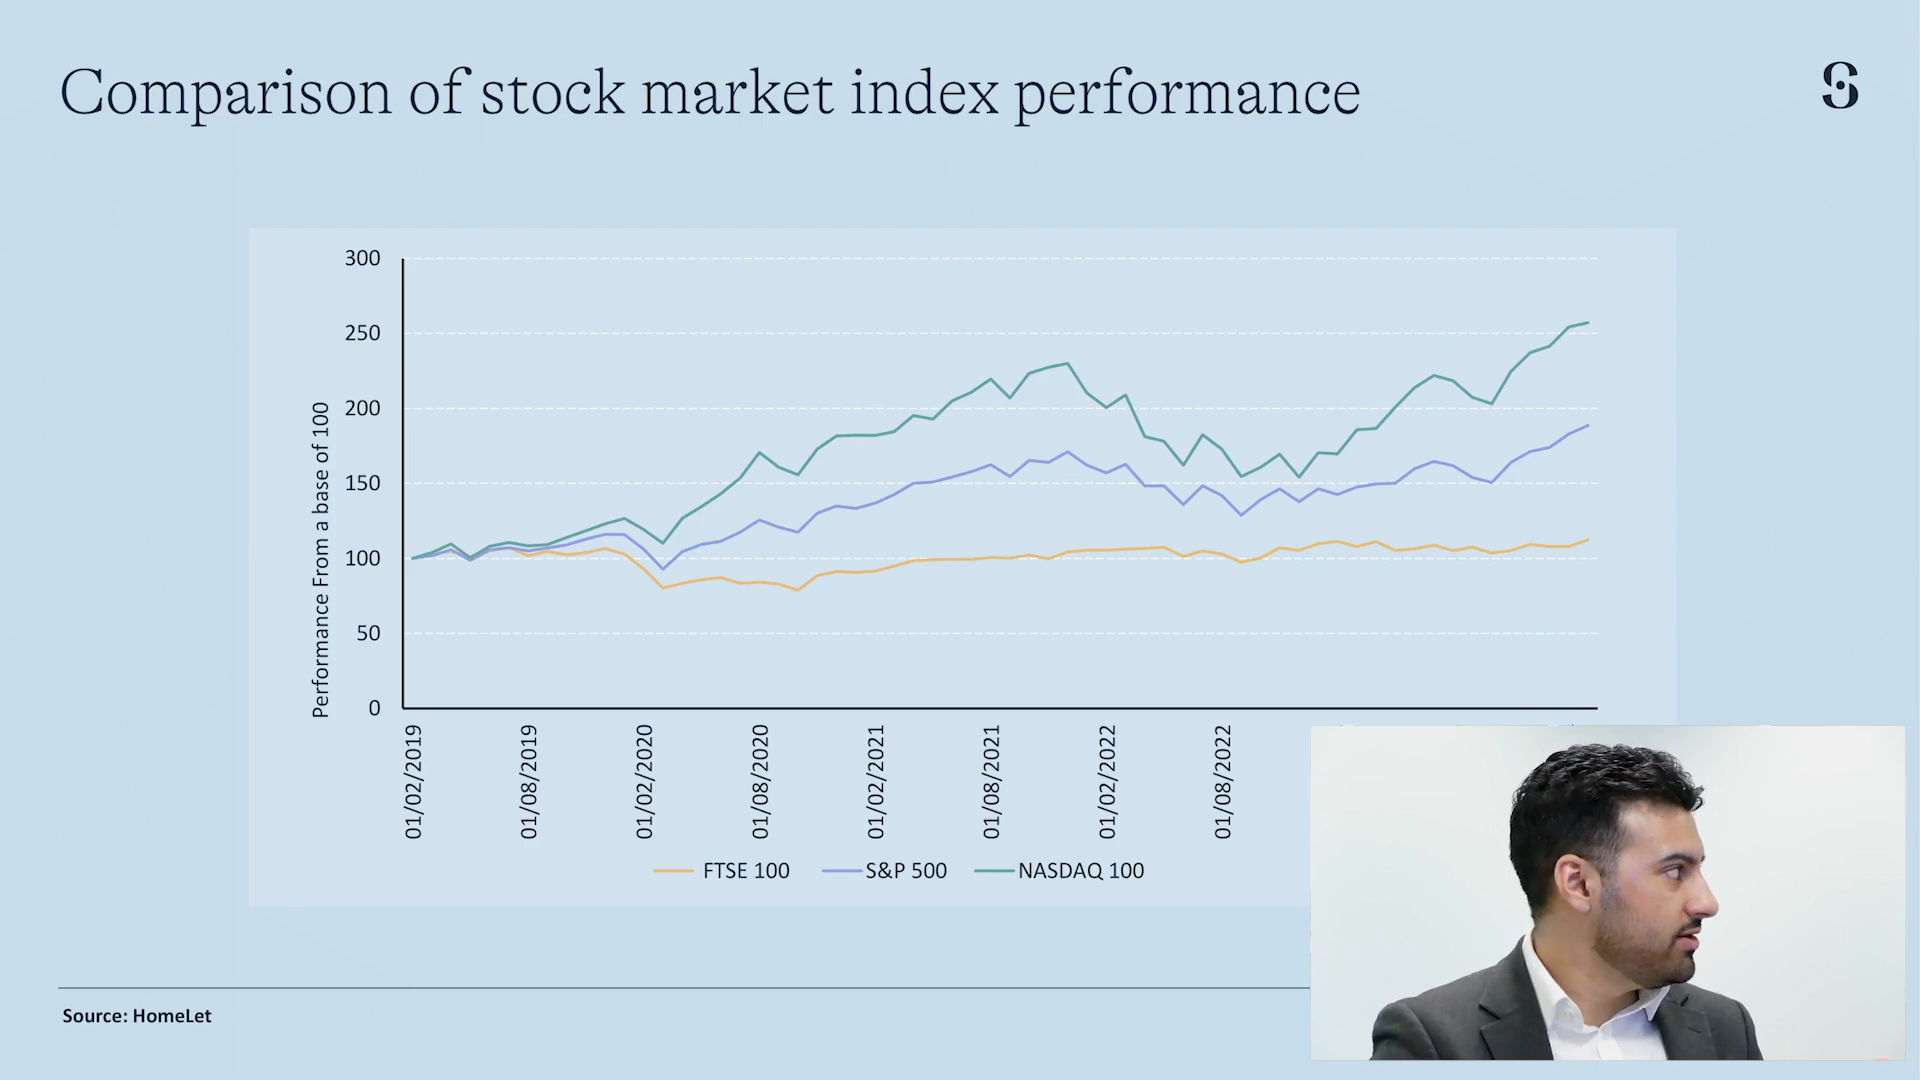 Comparison of stock market index performance
S
300
250
200
150
100
50
0
Performance From a base of 100
01/02/2019
01/08/2019
01/02/2020
01/08/2020
01/02/2021
01/08/2021
01/02/2022
01/08/2022
FTSE 100
S&P 500
NASDAQ 100
Source: HomeLet